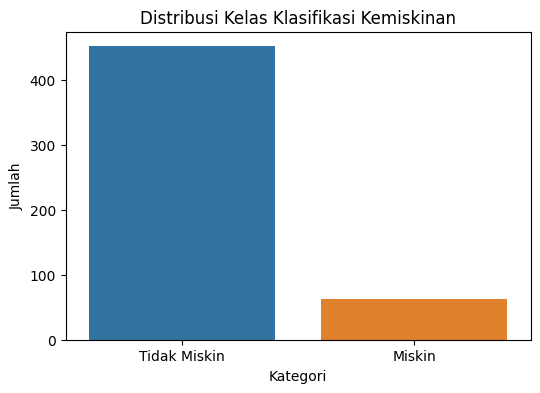 Distribusi Kelas Klasifikasi Kemiskinan
Jumlah
400
300
200
100
0
Tidak Miskin
Miskin
Kategori